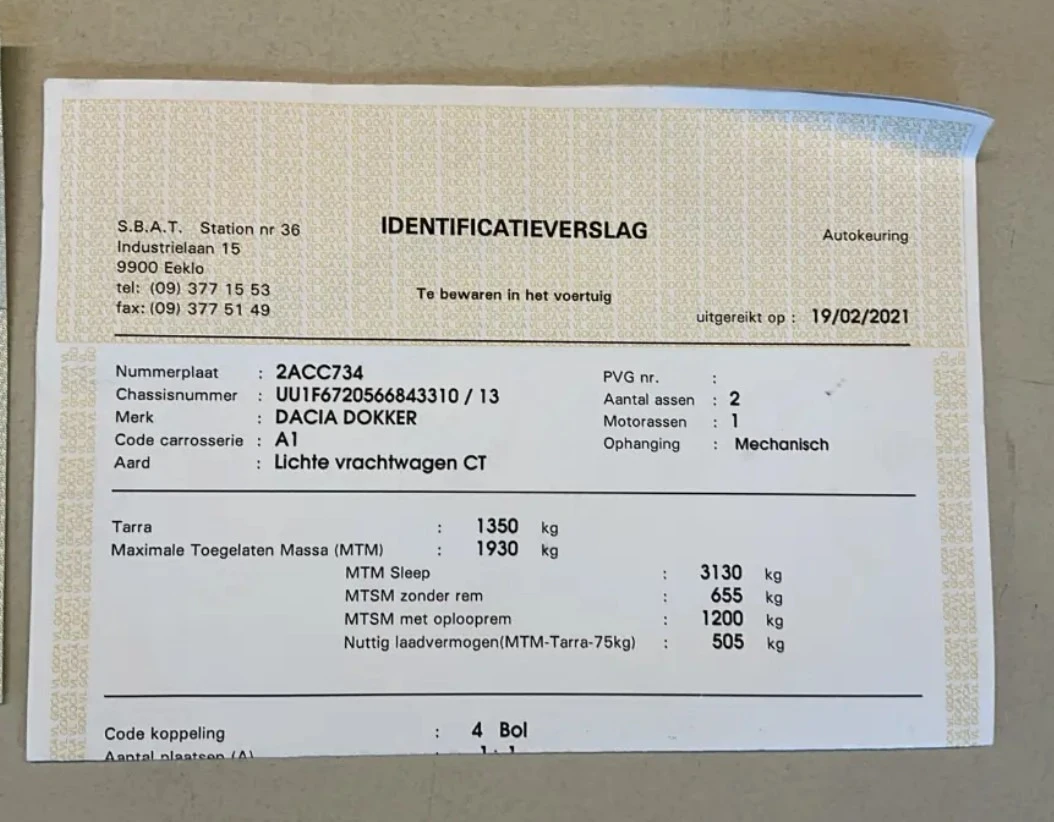 S.B.A.T. Station nr 36
Industrielaan 15
9900 Eeklo
tel: (09) 377 15 53
fax: (09) 377 51 49
IDENTIFICATIEVERSLAG
Te bewaren in het voertuig
Autokeuring
uitgereikt op : 19/02/2021
Nummerplaat : 2ACC734
Chassisnummer : UU1F6720566843310 / 13
Merk : DACIA DOKKER
Code carrosserie : A1
Aard : Lichte vrachtwagen CT
PVG nr. :
Aantal assen : 2
Motorassen : 1
Ophanging : Mechanisch
Tarra : 1350 kg
Maximale Toegelaten Massa (MTM) : 1930 kg
MTM Sleep : 3130 kg
MTSM zonder rem : 655 kg
MTSM met oplooprem : 1200 kg
Nuttig laadvermogen(MTM-Tarra-75kg) : 505 kg
Code koppeling : 4 Bol
Aantal plaatsen (A)